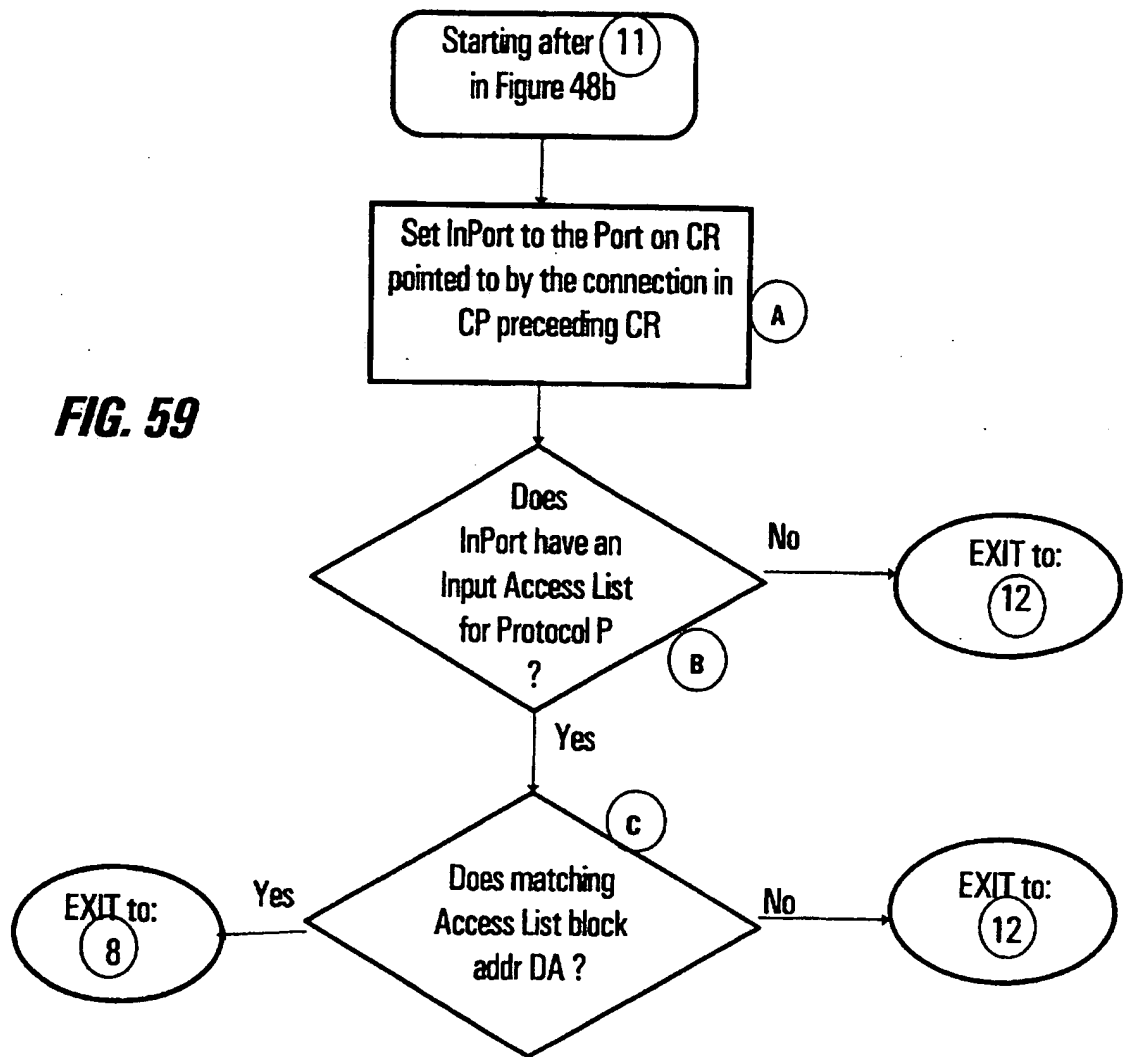 Starting after 11
in Figure 48b
Set InPort to the Port on CR
pointed to by the connection in
CP preceeding CR
A
FIG. 59
Does
InPort have an
Input Access List
for Protocol P
?
B
No
EXIT to:
12
Yes
C
Does matching
Access List block
addr DA ?
Yes
EXIT to:
8
No
EXIT to:
12